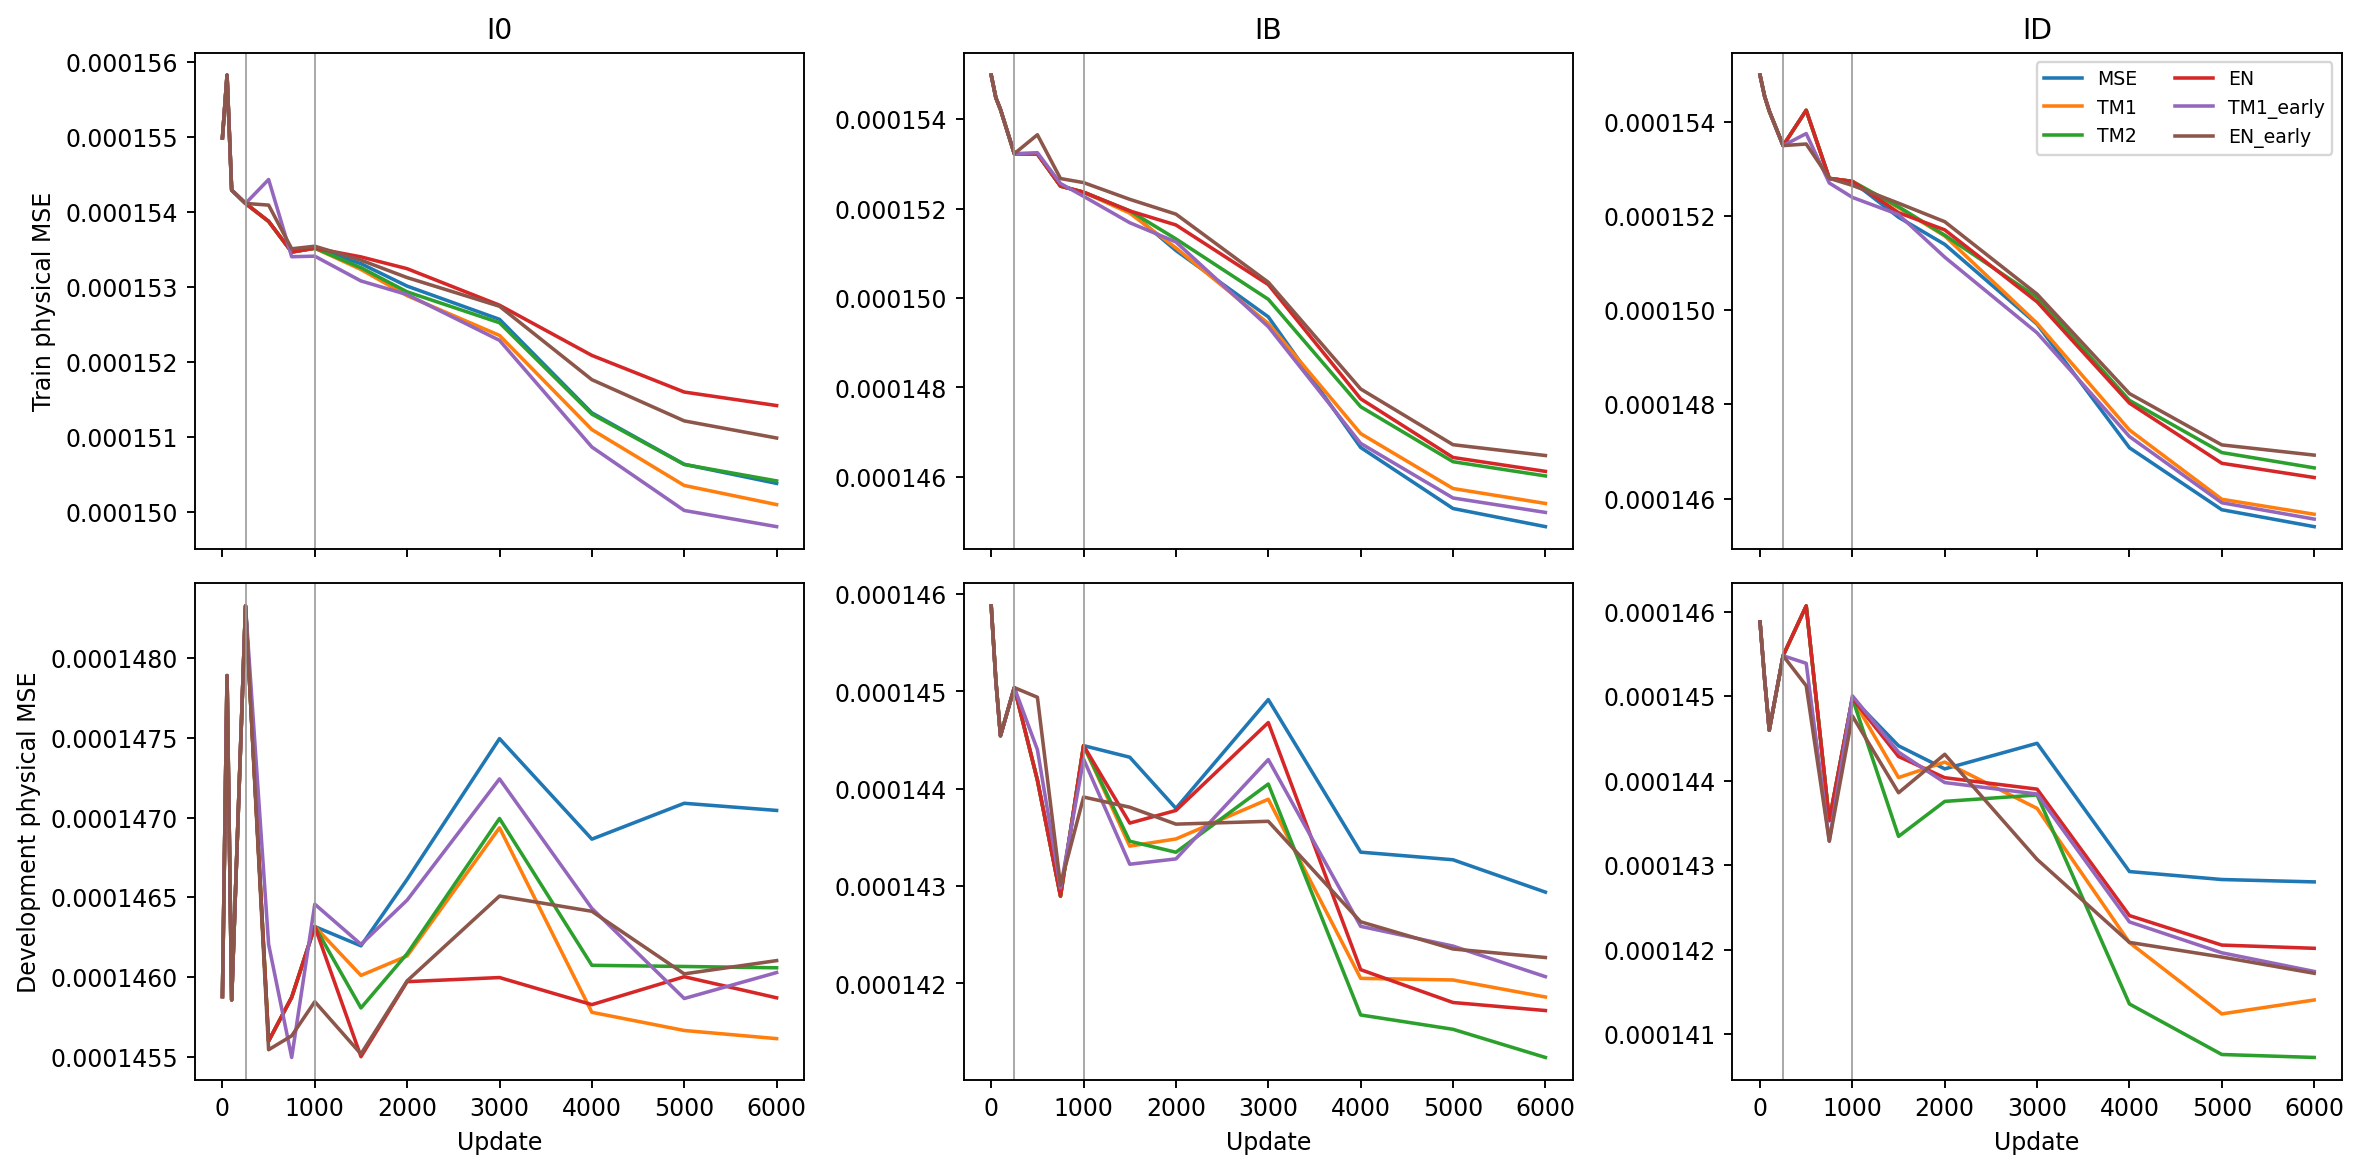 I0
IB
ID
Train physical MSE
0.000156
0.000155
0.000154
0.000153
0.000152
0.000151
0.000150
0.000154
0.000152
0.000150
0.000148
0.000146
0.000154
0.000152
0.000150
0.000148
0.000146
MSE
TM1
TM2
EN
TM1_early
EN_early
Development physical MSE
0.0001480
0.0001475
0.0001470
0.0001465
0.0001460
0.0001455
0 1000 2000 3000 4000 5000 6000
Update
0.000146
0.000145
0.000144
0.000143
0.000142
0 1000 2000 3000 4000 5000 6000
Update
0.000146
0.000145
0.000144
0.000143
0.000142
0.000141
0 1000 2000 3000 4000 5000 6000
Update